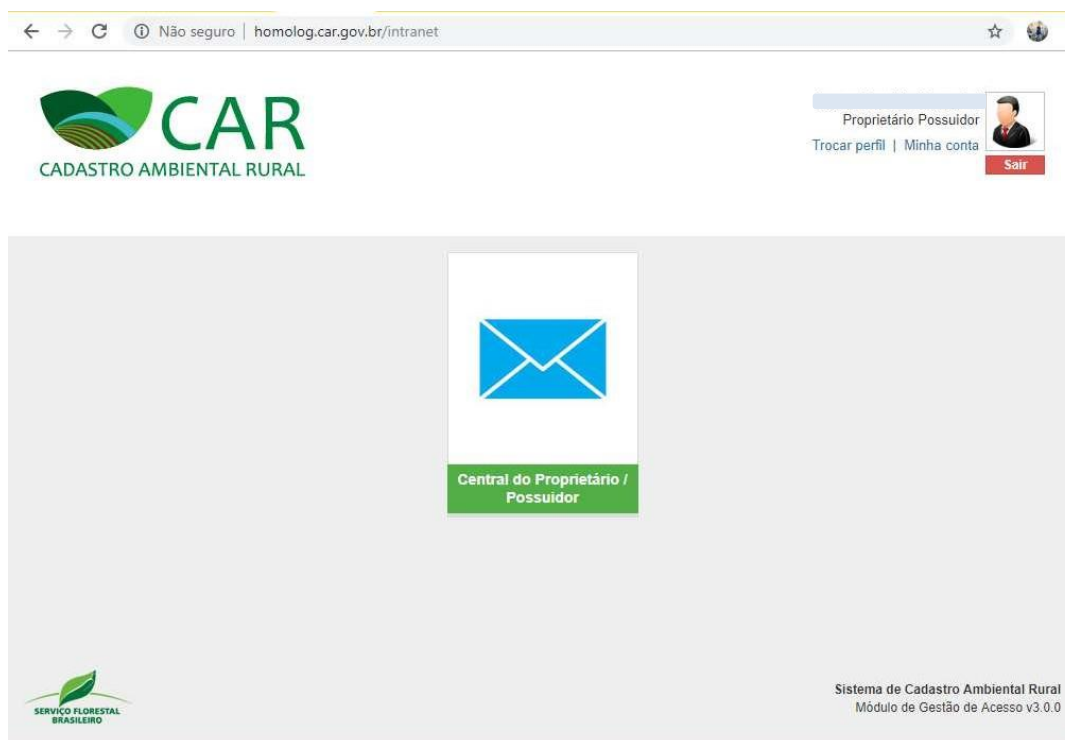 Não seguro | homolog.car.gov.br/intranet
CAR
CADASTRO AMBIENTAL RURAL
Proprietário Possuidor
Trocar perfil | Minha conta
Sair
Central do Proprietário /
Possuidor
SERVIÇO FLORESTAL
BRASILEIRO
Sistema de Cadastro Ambiental Rural
Módulo de Gestão de Acesso v3.0.0